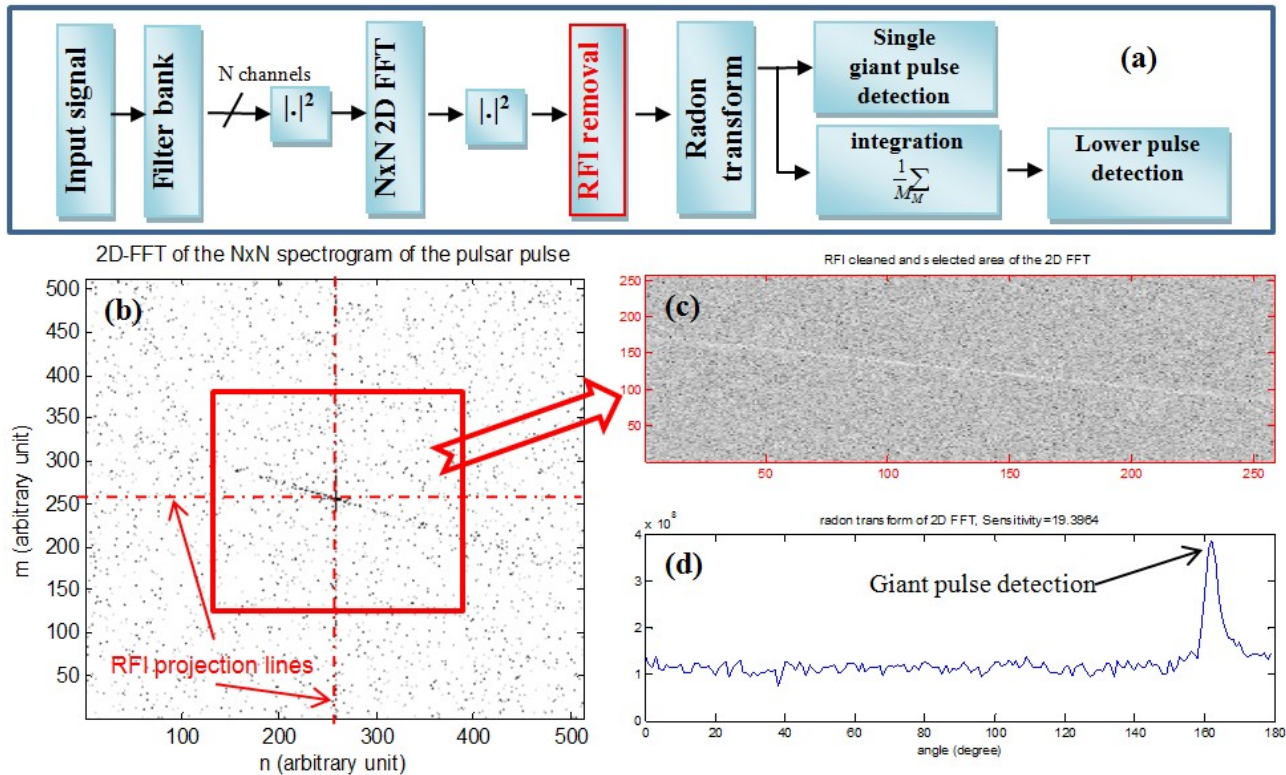 Input signal
Filter bank
N channels
|.|²
NxN 2D FFT
|.|²
RFI removal
Radon
transform
Single
giant pulse
detection
(a)
integration
1/M Σ M
Lower pulse
detection
2D-FFT of the NxN spectrogram of the pulsar pulse
(b)
500
450
400
350
300
250
200
150
100
50
m (arbitrary unit)
RFI projection lines
100 200 300 400 500
n (arbitrary unit)
RFI cleaned and selected area of the 2D FFT
(c)
250
200
150
100
50
50 100 150 200 250
radon transform of 2D FFT, Sensitivity=19.3964
x 10⁸
(d)
Giant pulse detection
4
3
2
1
0
0 20 40 60 80 100 120 140 160 180
angle (degree)